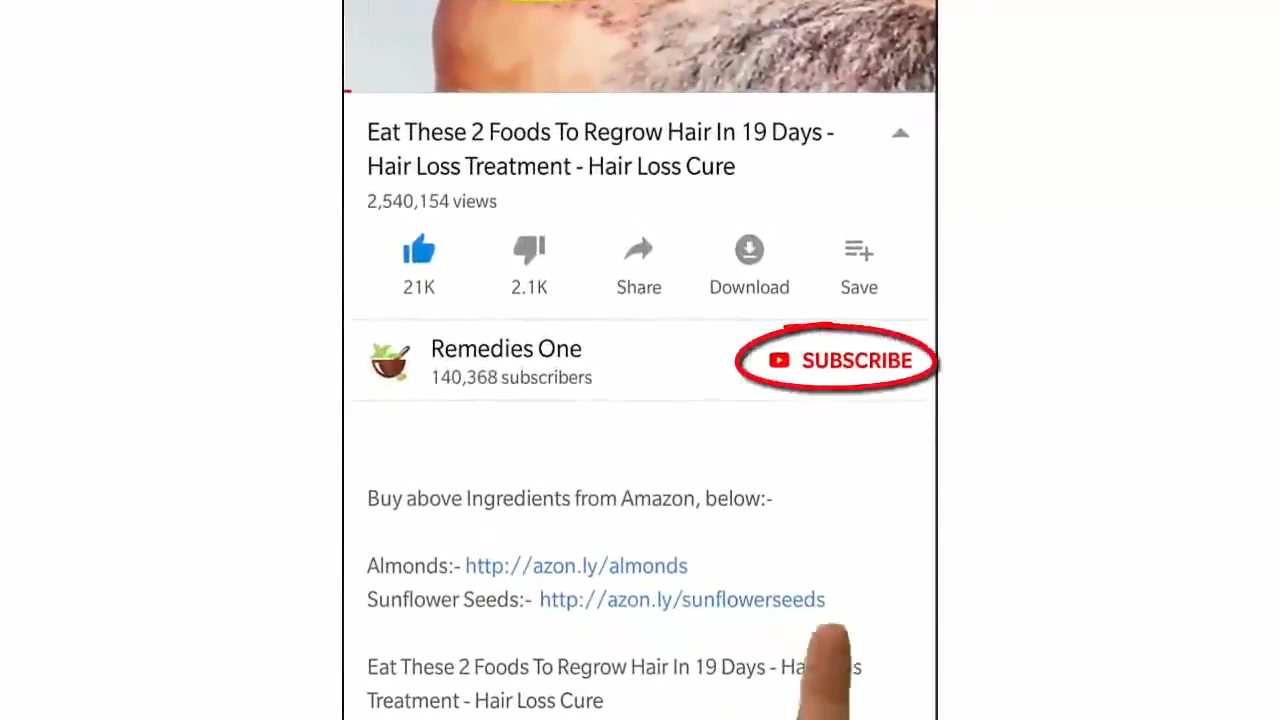 Eat These 2 Foods To Regrow Hair In 19 Days -
Hair Loss Treatment - Hair Loss Cure
2,540,154 views
21K
2.1K
Share
Download
Save
Remedies One
140,368 subscribers
SUBSCRIBE
Buy above Ingredients from Amazon, below:-
Almonds:- http://azon.ly/almonds
Sunflower Seeds:- http://azon.ly/sunflowerseeds
Eat These 2 Foods To Regrow Hair In 19 Days -
Treatment - Hair Loss Cure